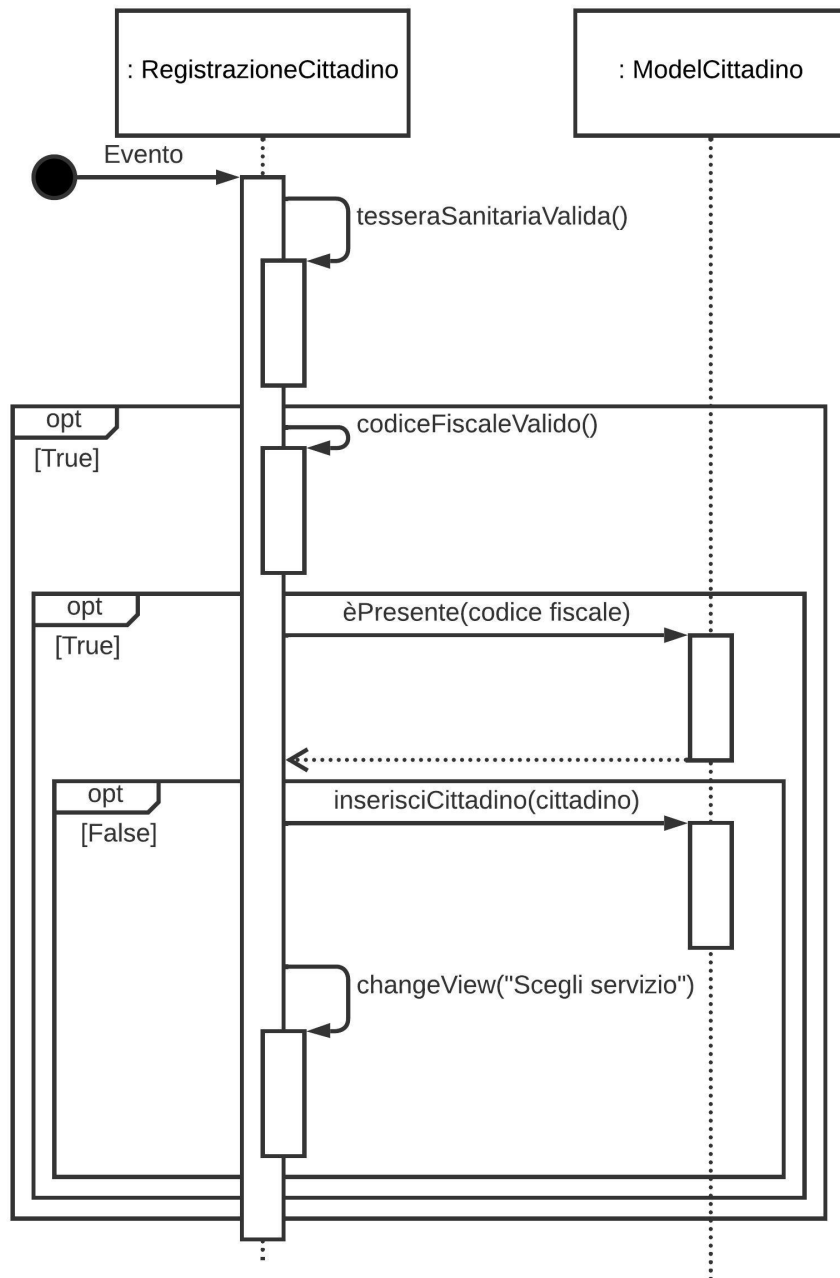 : RegistrazioneCittadino
: ModelCittadino
Evento
tesseraSanitariaValida()
opt
[True]
codiceFiscaleValido()
opt
[True]
èPresente(codice fiscale)
opt
[False]
inserisciCittadino(cittadino)
changeView("Scegli servizio")